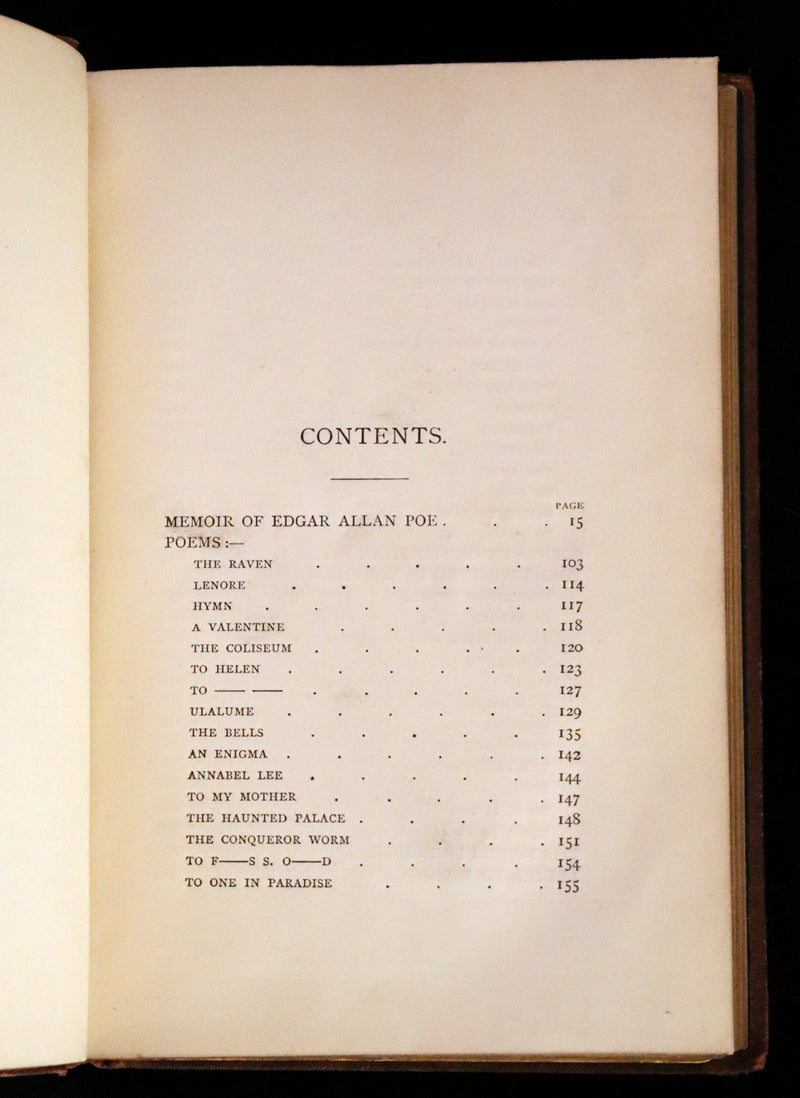 CONTENTS.
PAGE
MEMOIR OF EDGAR ALLAN POE . . . 15
POEMS :—
THE RAVEN . . . . . 103
LENORE . . . . . . 114
HYMN . . . . . . 117
A VALENTINE . . . . . 118
THE COLISEUM . . . . . 120
TO HELEN . . . . . . 123
TO —— —— . . . . . 127
ULALUME . . . . . . 129
THE BELLS . . . . . 135
AN ENIGMA . . . . . . 142
ANNABEL LEE . . . . . 144
TO MY MOTHER . . . . . 147
THE HAUNTED PALACE . . . . 148
THE CONQUEROR WORM . . . . 151
TO F——S S. O——D . . . . 154
TO ONE IN PARADISE . . . . 155